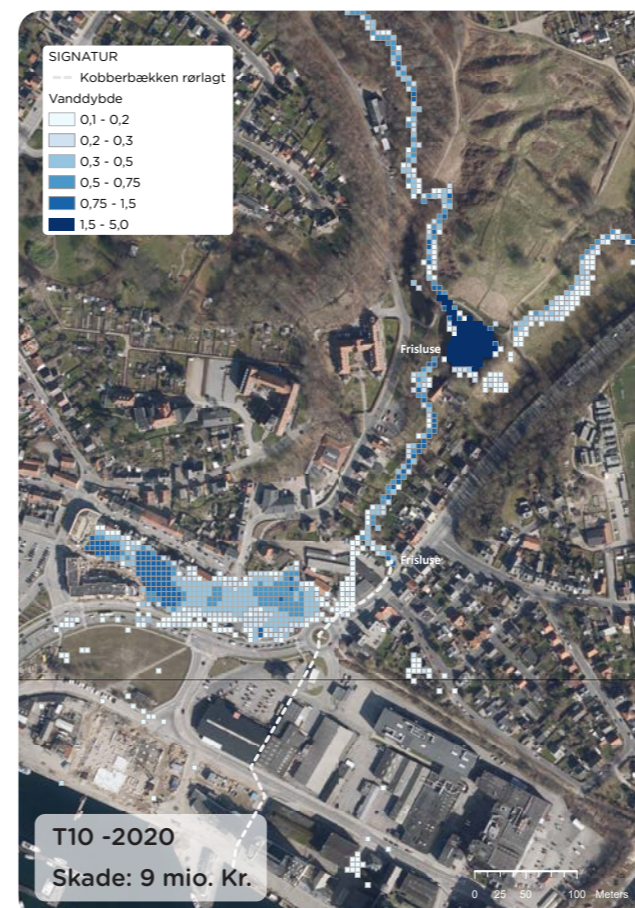 SIGNATUR
Kobberbækken rørlagt
Vanddybde
0,1 - 0,2
0,2 - 0,3
0,3 - 0,5
0,5 - 0,75
0,75 - 1,5
1,5 - 5,0
Frisluse
Frisluse
T10 -2020
Skade: 9 mio. Kr.
0 25 50 100 Meters